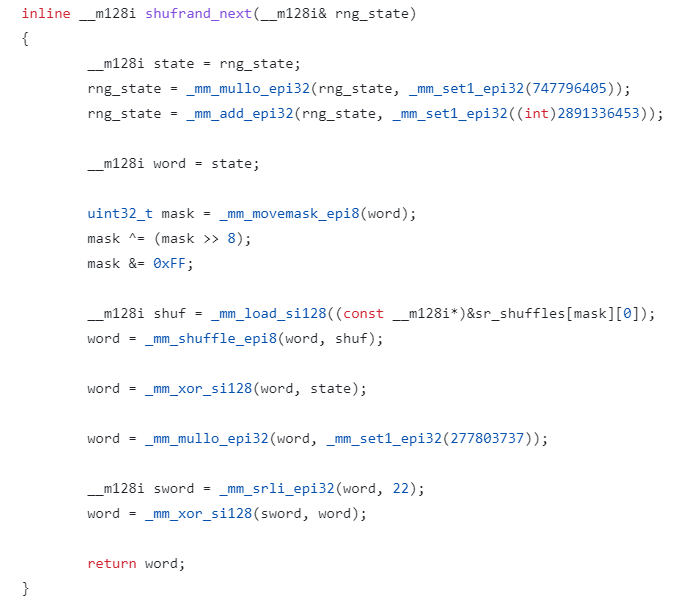 inline __m128i shufrand_next(__m128i& rng_state)
{
        __m128i state = rng_state;
        rng_state = _mm_mullo_epi32(rng_state, _mm_set1_epi32(747796405));
        rng_state = _mm_add_epi32(rng_state, _mm_set1_epi32((int)2891336453));

        __m128i word = state;

        uint32_t mask = _mm_movemask_epi8(word);
        mask ^= (mask >> 8);
        mask &= 0xFF;

        __m128i shuf = _mm_load_si128((const __m128i*)&sr_shuffles[mask][0]);
        word = _mm_shuffle_epi8(word, shuf);

        word = _mm_xor_si128(word, state);

        word = _mm_mullo_epi32(word, _mm_set1_epi32(277803737));

        __m128i sword = _mm_srli_epi32(word, 22);
        word = _mm_xor_si128(sword, word);

        return word;
}